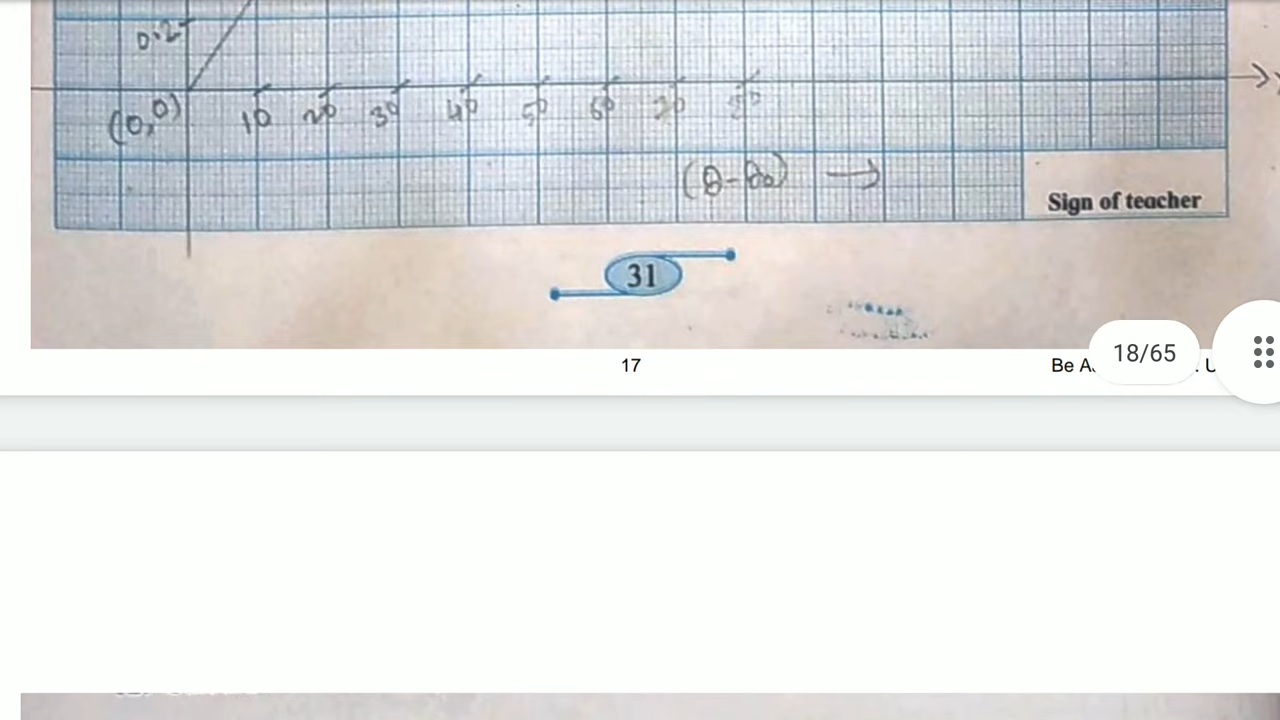 0.2
(0,0) 10 20 30 40 50 60 70 80
(θ-θ₀) →
Sign of teacher
31
17
Be A
18/65
. U